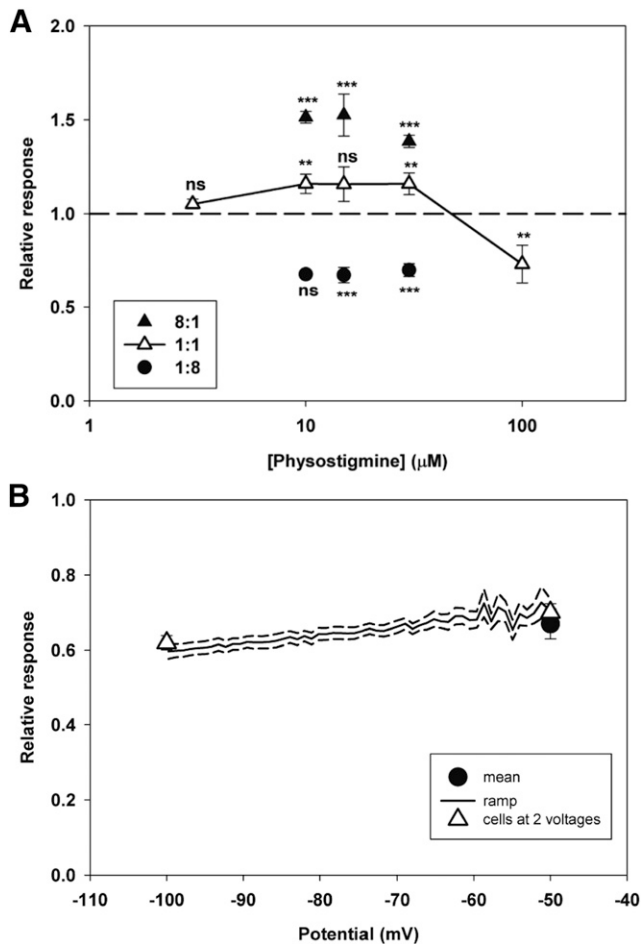 A
2.0
1.5
1.0
0.5
0.0
Relative response
ns
***
**
ns
***
ns
***
***
**
***
**
8:1
1:1
1:8
1
10
100
[Physostigmine] (μM)
B
1.0
0.8
0.6
0.4
0.2
0.0
Relative response
mean
ramp
cells at 2 voltages
-110
-100
-90
-80
-70
-60
-50
-40
Potential (mV)